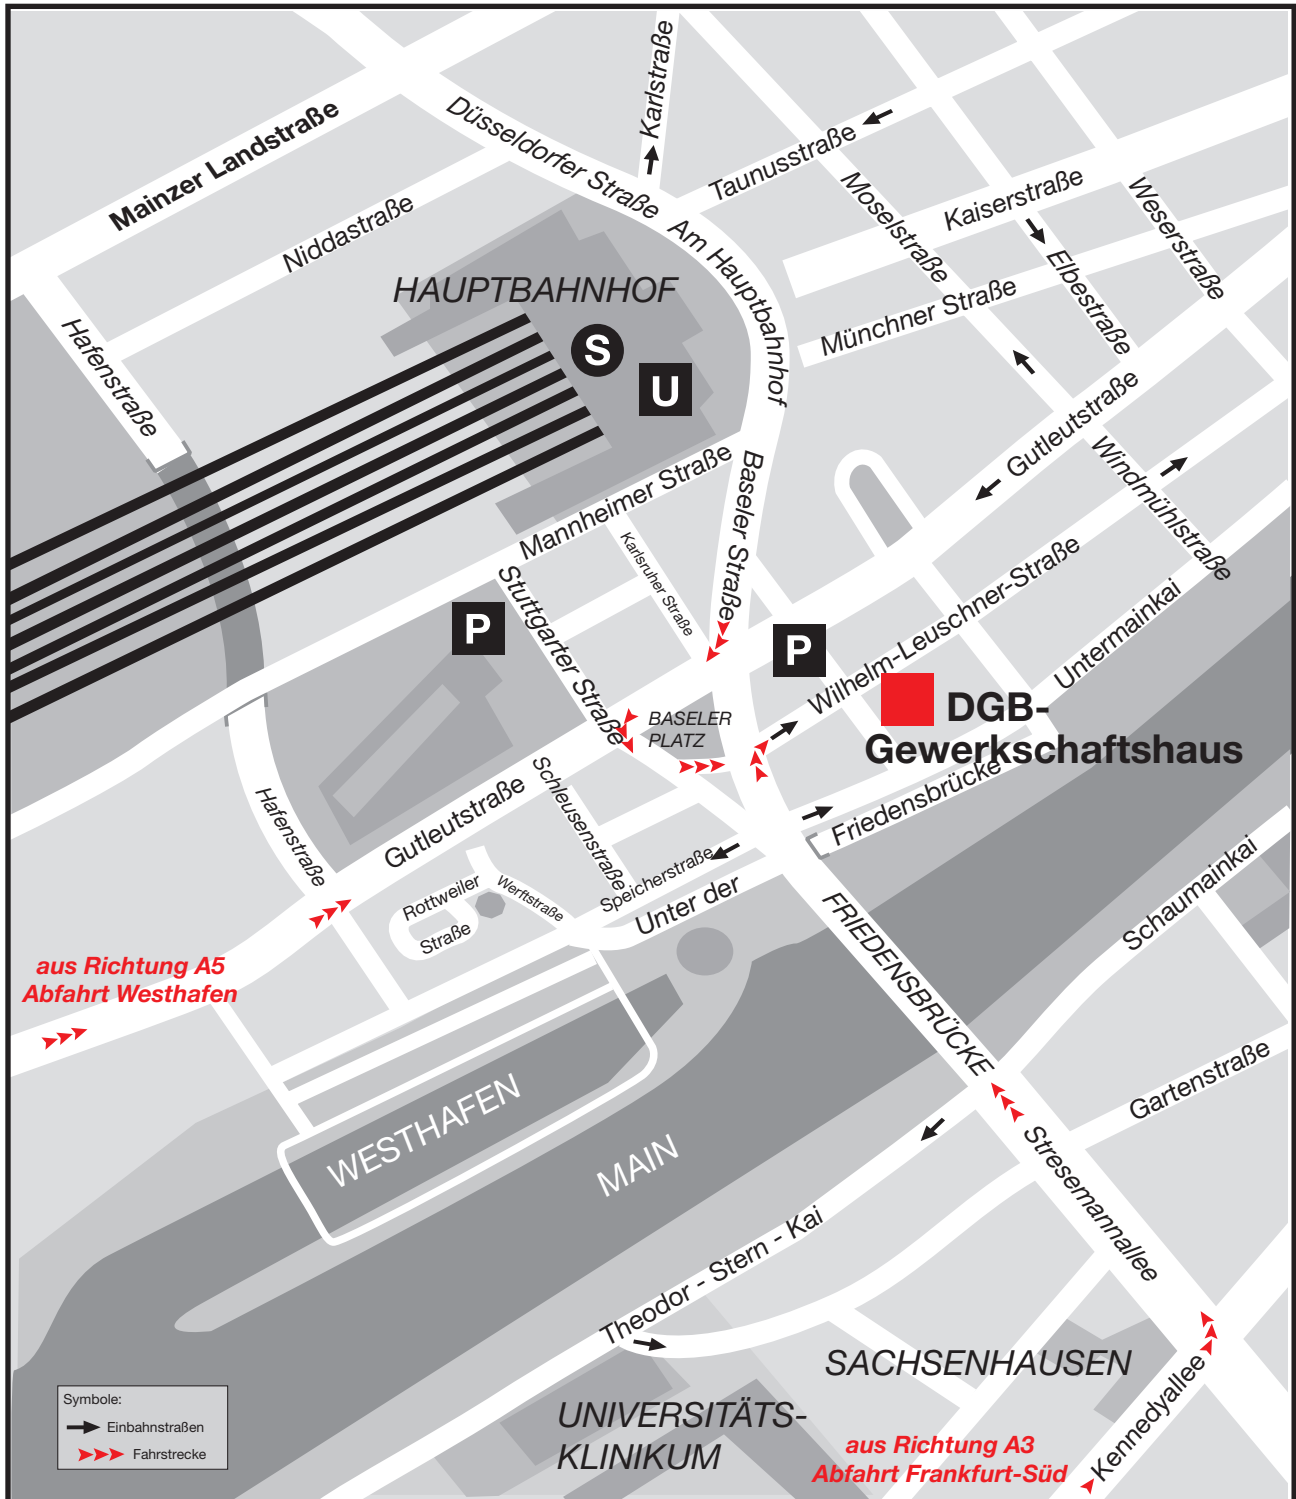 Mainzer Landstraße
Düsseldorfer Straße
Karlstraße
Taunusstraße
Niddastraße
Moselstraße
Kaiserstraße
Weserstraße
Elbestraße
Am Hauptbahnhof
HAUPTBAHNHOF
Münchner Straße
Hafenstraße
S
U
Gutleutstraße
Windmühlstraße
Mannheimer Straße
Baseler Straße
Karlsruher Straße
Stuttgarter Straße
P
P
Wilhelm-Leuschner-Straße
Untermainkai
BASELER
PLATZ
DGB-
Gewerkschaftshaus
Schleusenstraße
Hafenstraße
Gutleutstraße
Friedensbrücke
Speicherstraße
Unter der
Rottweiler
Straße
Werftstraße
FRIEDENSBRÜCKE
Schaumainkai
aus Richtung A5
Abfahrt Westhafen
Gartenstraße
WESTHAFEN
MAIN
Stresemannallee
Theodor - Stern - Kai
SACHSENHAUSEN
UNIVERSITÄTS-
KLINIKUM
Kennedyallee
aus Richtung A3
Abfahrt Frankfurt-Süd
Symbole:
Einbahnstraßen
Fahrstrecke